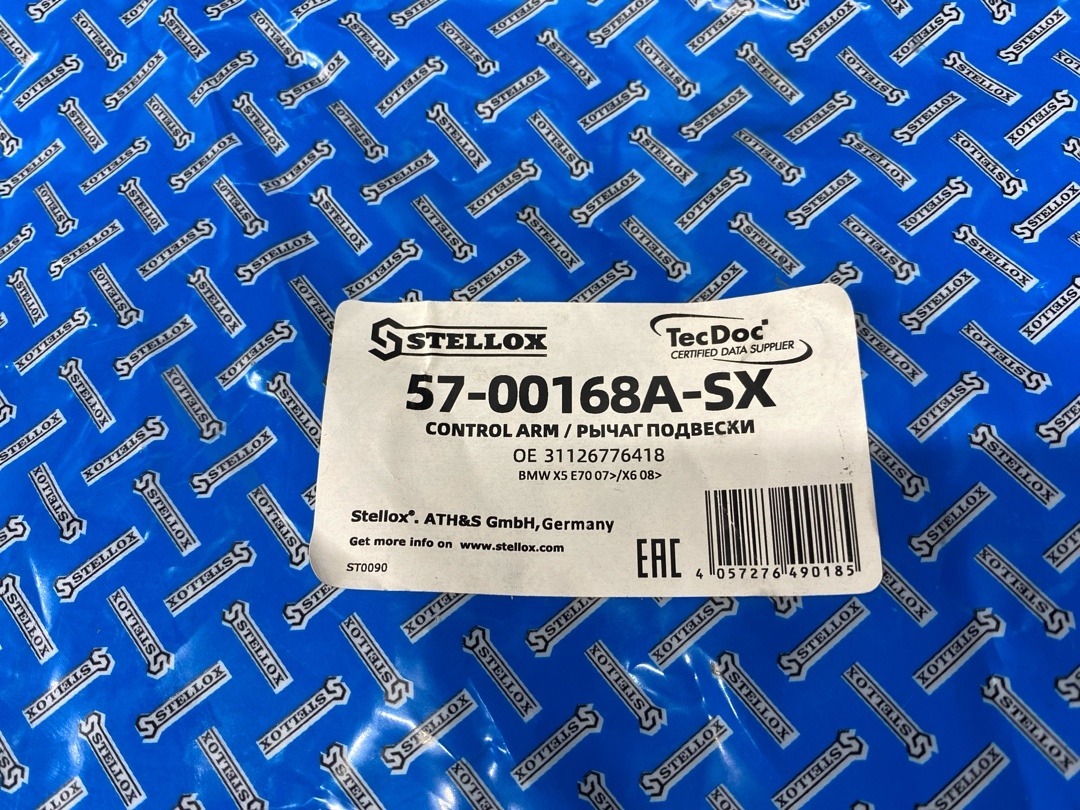 STELLOX
TecDoc
CERTIFIED DATA SUPPLIER
57-00168A-SX
CONTROL ARM / РЫЧАГ ПОДВЕСКИ
OE 31126776418
BMW X5 E70 07>/X6 08>
Stellox®. ATH&S GmbH, Germany
Get more info on www.stellox.com
ST0090
EAC
4 057276 490185